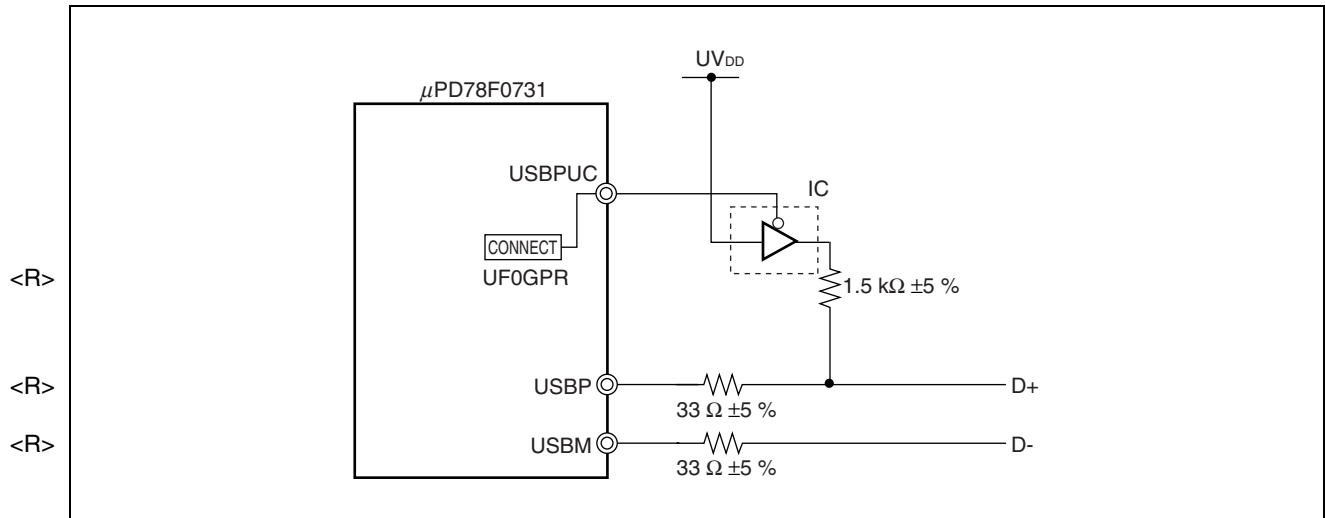 UVDD
μPD78F0731
USBPUC
IC
CONNECT
UF0GPR
<R>
1.5 kΩ ±5 %
<R>
USBP
D+
33 Ω ±5 %
<R>
USBM
D-
33 Ω ±5 %